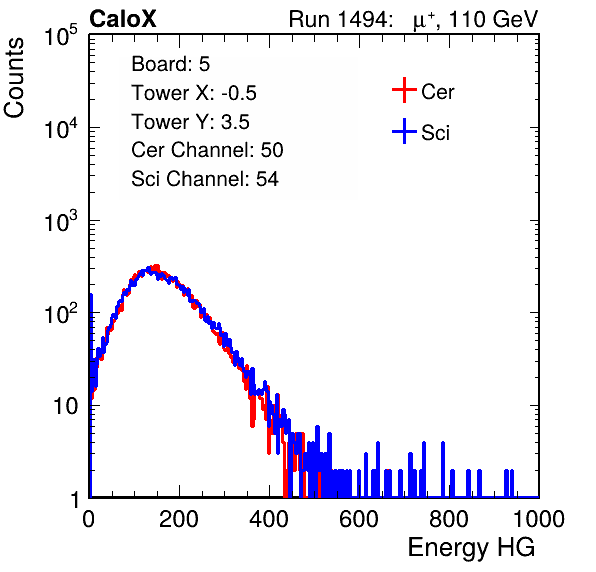 CaloX Run 1494: μ⁺, 110 GeV
Counts
10⁵
10⁴
10³
10²
10
1
Board: 5
Tower X: -0.5
Tower Y: 3.5
Cer Channel: 50
Sci Channel: 54
Cer
Sci
0 200 400 600 800 1000
Energy HG